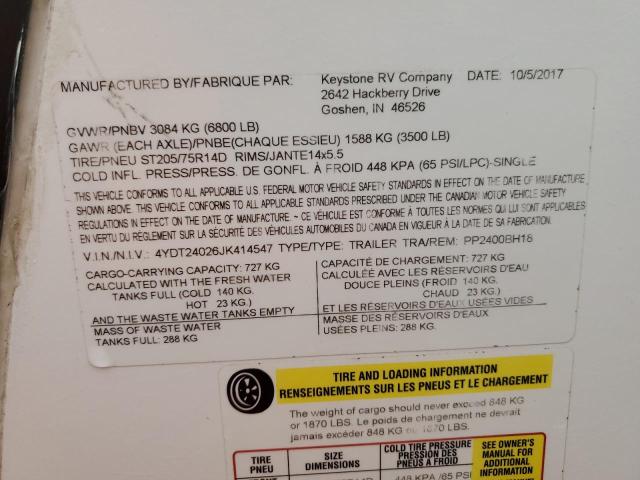 MANUFACTURED BY/FABRIQUE PAR: Keystone RV Company DATE: 10/5/2017
2642 Hackberry Drive
Goshen, IN 46526
GVWR/PNBV 3084 KG (6800 LB)
GAWR (EACH AXLE)/PNBE(CHAQUE ESSIEU) 1588 KG (3500 LB)
TIRE/PNEU ST205/75R14D RIMS/JANTE14x5.5
COLD INFL. PRESS/PRESS. DE GONFL. À FROID 448 KPA (65 PSI/LPC)-SINGLE
THIS VEHICLE CONFORMS TO ALL APPLICABLE U.S. FEDERAL MOTOR VEHICLE SAFETY STANDARDS IN EFFECT ON THE DATE OF MANUFACTURE
SHOWN ABOVE. THIS VEHICLE CONFORMS TO ALL APPLICABLE STANDARDS PRESCRIBED UNDER THE CANADIAN MOTOR VEHICLE SAFETY
REGULATIONS IN EFFECT ON THE DATE OF MANUFACTURE - CE VÉHICULE EST CONFORME À TOUTES LES NORMES QUI LUI SONT APPLICABLES
EN VERTU DU RÈGLEMENT SUR LA SÉCURITÉ DES VÉHICULES AUTOMOBILES DU CANADA EN VIGUEUR À LA DATE DE SA FABRICATION.
V.I.N./N.I.V.: 4YDT24026JK414547 TYPE/TYPE: TRAILER TRA/REM: PP2400BH18
CARGO-CARRYING CAPACITY: 727 KG
CALCULATED WITH THE FRESH WATER
TANKS FULL (COLD 140 KG.
HOT 23 KG.)
AND THE WASTE WATER TANKS EMPTY
MASS OF WASTE WATER
TANKS FULL: 288 KG
CAPACITÉ DE CHARGEMENT: 727 KG
CALCULÉE AVEC LES RÉSERVOIRS D'EAU
DOUCE PLEINS (FROID 140 KG.
CHAUD 23 KG.)
ET LES RÉSERVOIRS D'EAUX USÉES VIDES
MASSE DES RÉSERVOIRS D'EAUX
USÉES PLEINS: 288 KG
TIRE AND LOADING INFORMATION
RENSEIGNEMENTS SUR LES PNEUS ET LE CHARGEMENT
The weight of cargo should never exceed 848 KG
or 1870 LBS. Le poids de chargement ne devrait
jamais excéder 848 KG ou 1870 LBS.
TIRE
PNEU
SIZE
DIMENSIONS
COLD TIRE PRESSURE
PRESSION DES
PNEUS A FROID
SEE OWNER'S
MANUAL FOR
ADDITIONAL
INFORMATION
448 KPA /65 PSI